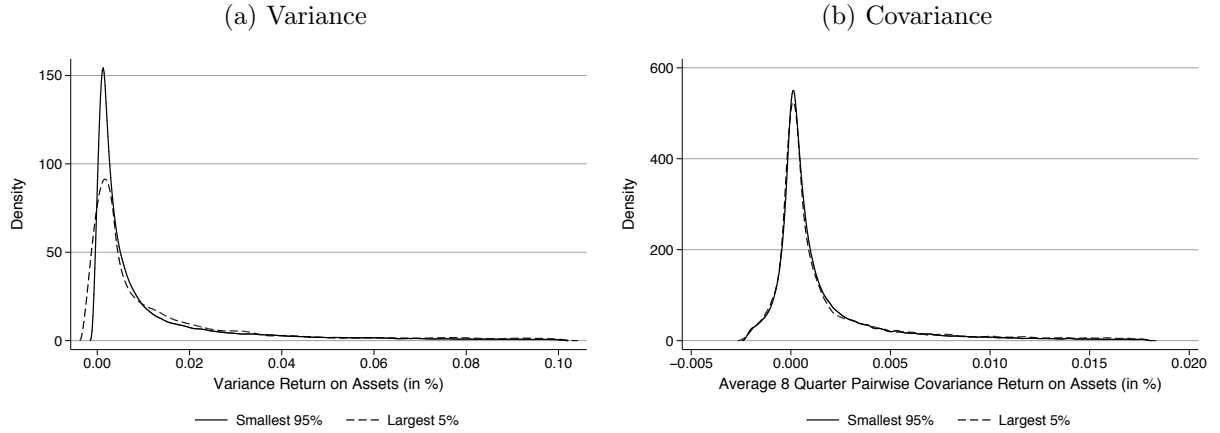 (a) Variance
150
100
50
0
Density
0.00 0.02 0.04 0.06 0.08 0.10
Variance Return on Assets (in %)
Smallest 95% Largest 5%
(b) Covariance
600
400
200
0
Density
−0.005 0.000 0.005 0.010 0.015 0.020
Average 8 Quarter Pairwise Covariance Return on Assets (in %)
Smallest 95% Largest 5%